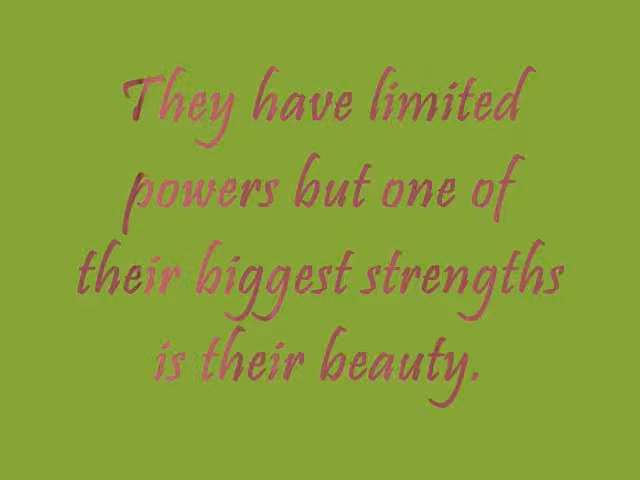 They have limited
powers but one of
their biggest strengths
is their beauty.